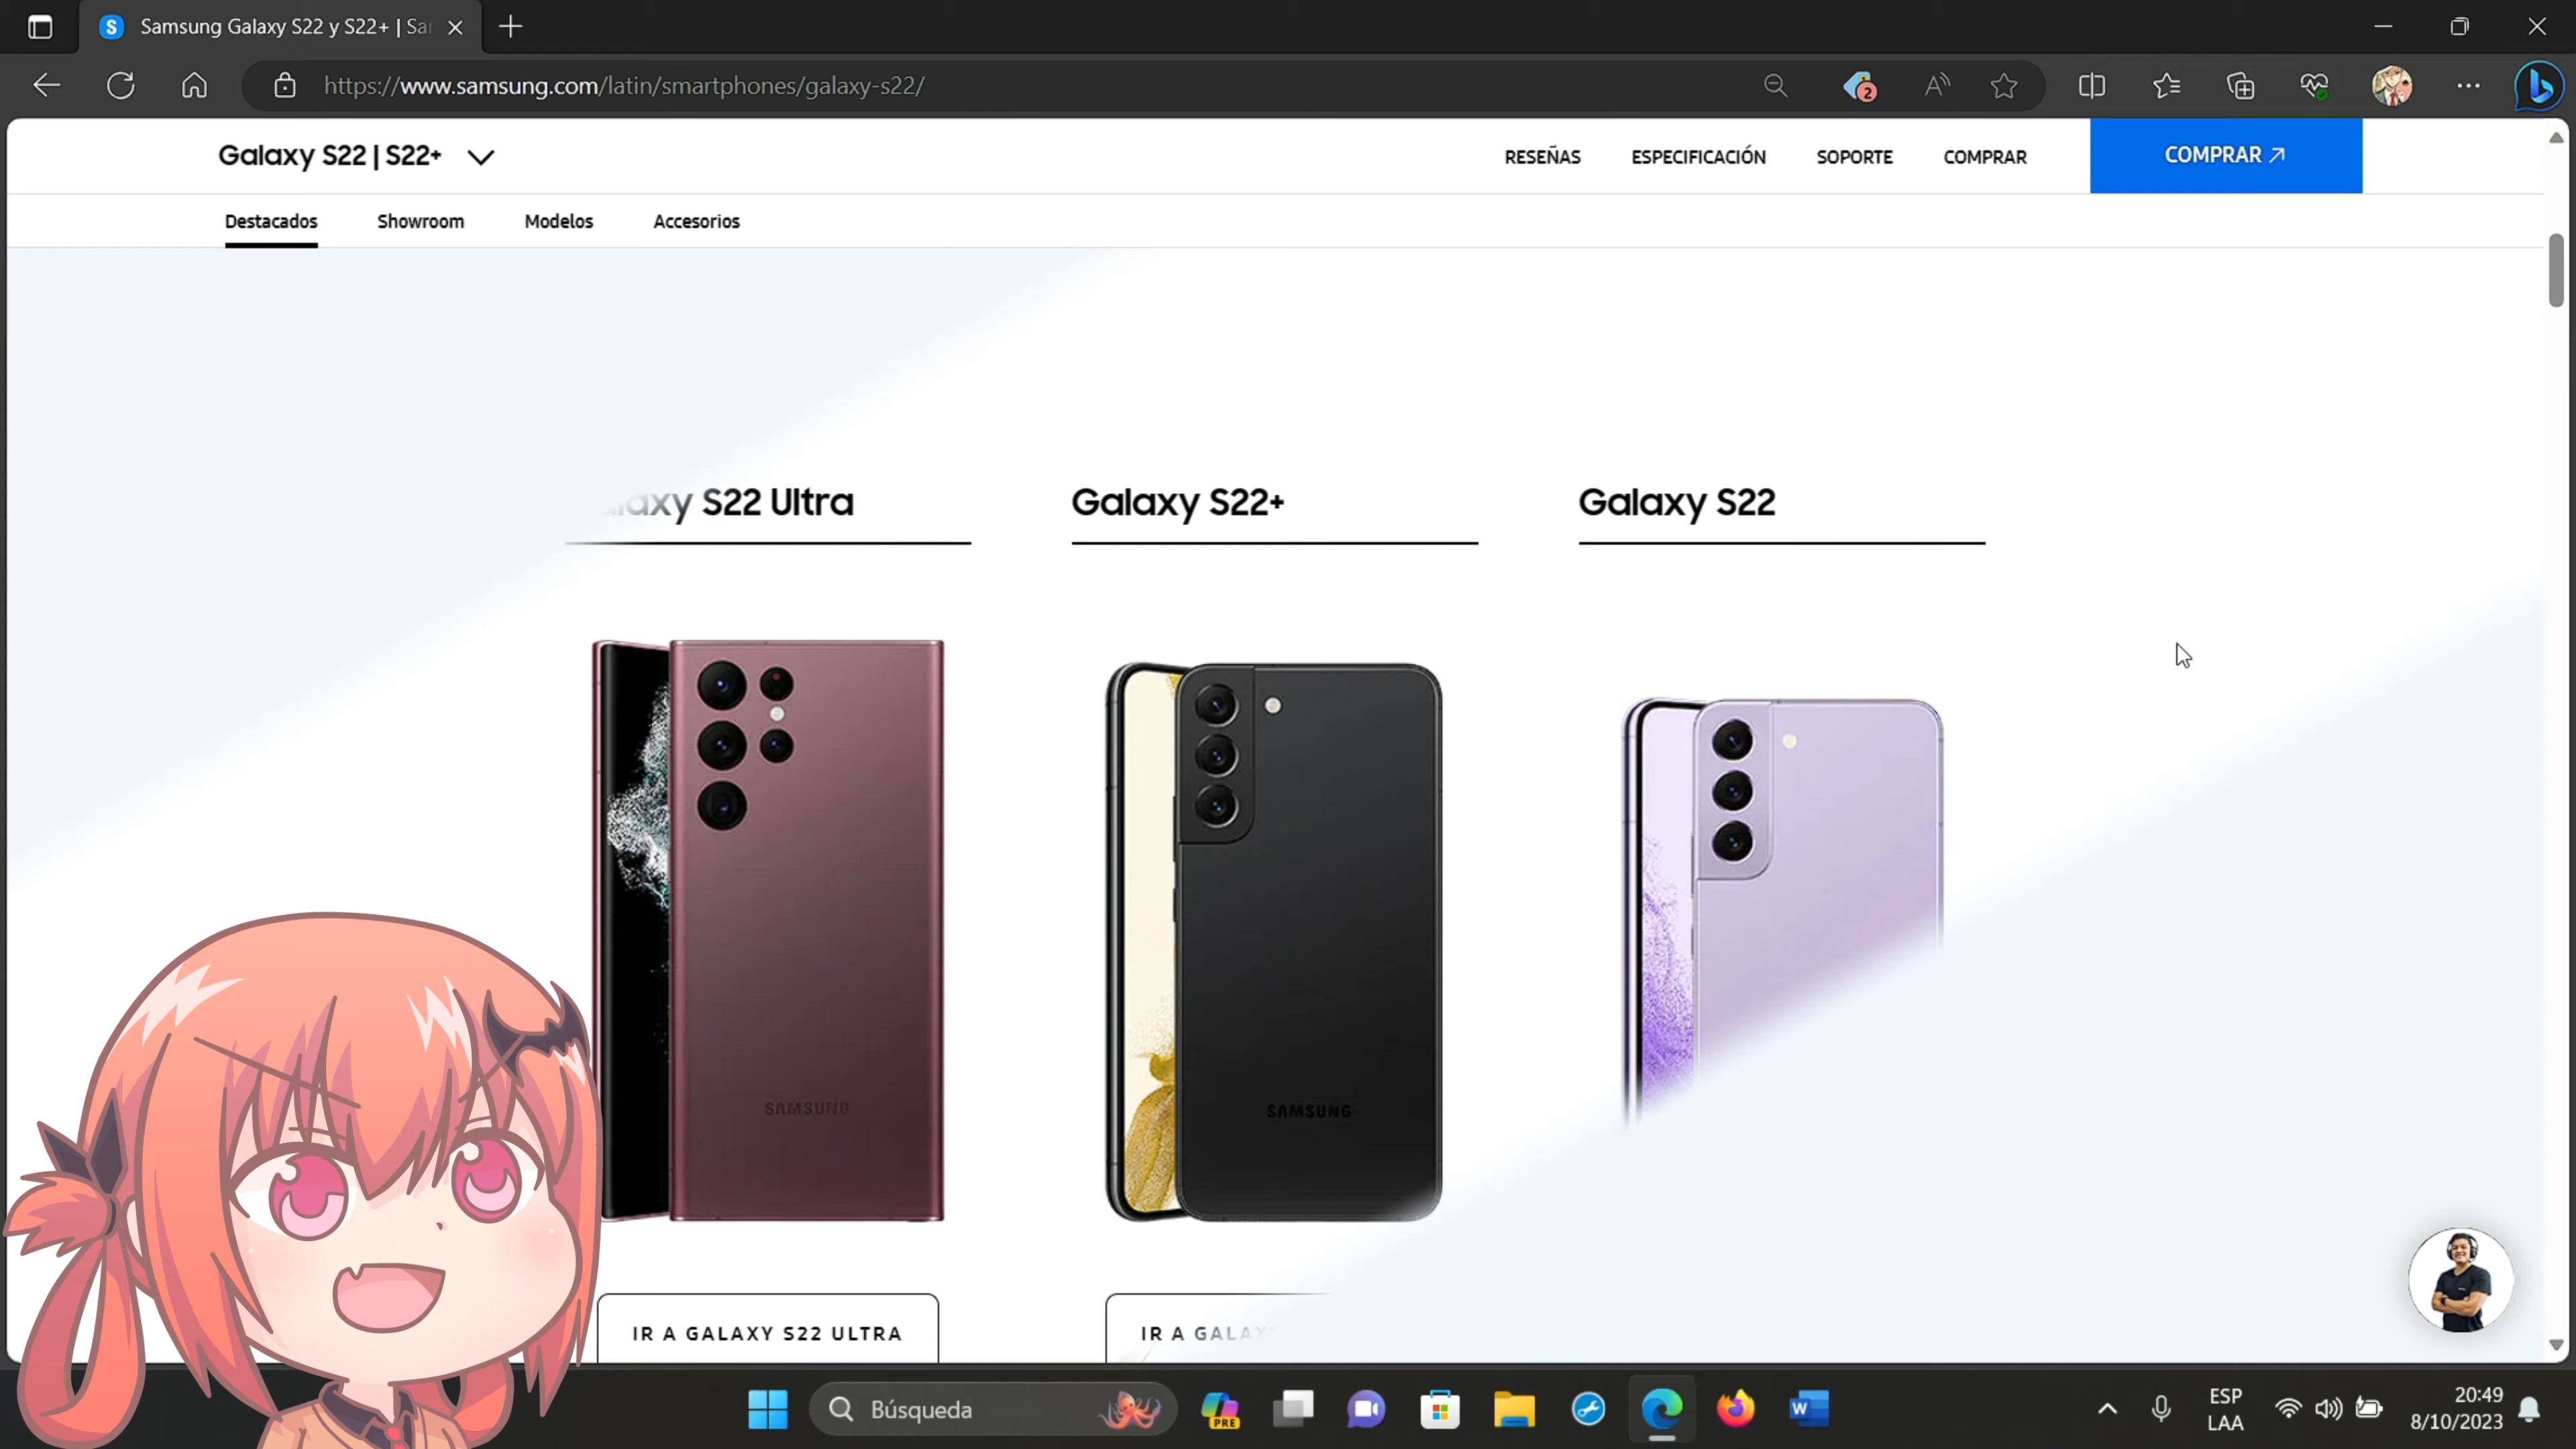 Samsung Galaxy S22 y S22+ |
https://www.samsung.com/latin/smartphones/galaxy-s22/
2
Galaxy S22 | S22+
RESEÑAS
ESPECIFICACIÓN
SOPORTE
COMPRAR
COMPRAR
Destacados
Showroom
Modelos
Accesorios
S22 Ultra
Galaxy S22+
Galaxy S22
SAMSUNG
SAMSUNG
IR A GALAXY S22 ULTRA
IR A
Búsqueda
PRE
ESP
LAA
20:49
8/10/2023